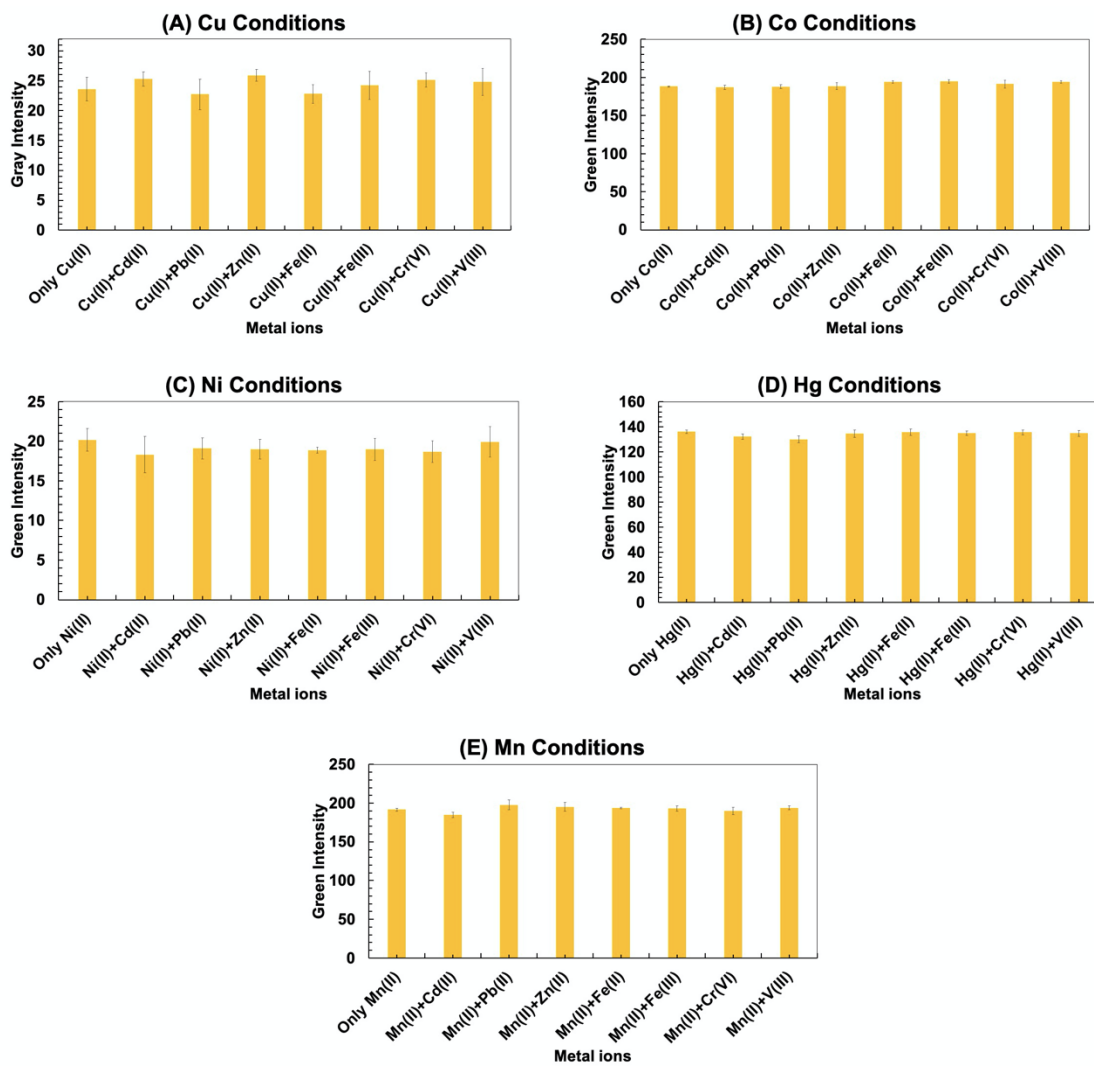 (A) Cu Conditions
Gray Intensity
30
25
20
15
10
5
0
Only Cu(II)
Cu(II)+Cd(II)
Cu(II)+Pb(II)
Cu(II)+Zn(II)
Cu(II)+Fe(II)
Cu(II)+Fe(III)
Cu(II)+Cr(VI)
Cu(II)+V(III)
Metal ions
(B) Co Conditions
Green Intensity
250
200
150
100
50
0
Only Co(II)
Co(II)+Cd(II)
Co(II)+Pb(II)
Co(II)+Zn(II)
Co(II)+Fe(II)
Co(II)+Fe(III)
Co(II)+Cr(VI)
Co(II)+V(III)
Metal ions
(C) Ni Conditions
Green Intensity
25
20
15
10
5
0
Only Ni(II)
Ni(II)+Cd(II)
Ni(II)+Pb(II)
Ni(II)+Zn(II)
Ni(II)+Fe(II)
Ni(II)+Fe(III)
Ni(II)+Cr(VI)
Ni(II)+V(III)
Metal ions
(D) Hg Conditions
Green Intensity
160
140
120
100
80
60
40
20
0
Only Hg(II)
Hg(II)+Cd(II)
Hg(II)+Pb(II)
Hg(II)+Zn(II)
Hg(II)+Fe(II)
Hg(II)+Fe(III)
Hg(II)+Cr(VI)
Hg(II)+V(III)
Metal ions
(E) Mn Conditions
Green Intensity
250
200
150
100
50
0
Only Mn(II)
Mn(II)+Cd(II)
Mn(II)+Pb(II)
Mn(II)+Zn(II)
Mn(II)+Fe(II)
Mn(II)+Fe(III)
Mn(II)+Cr(VI)
Mn(II)+V(III)
Metal ions